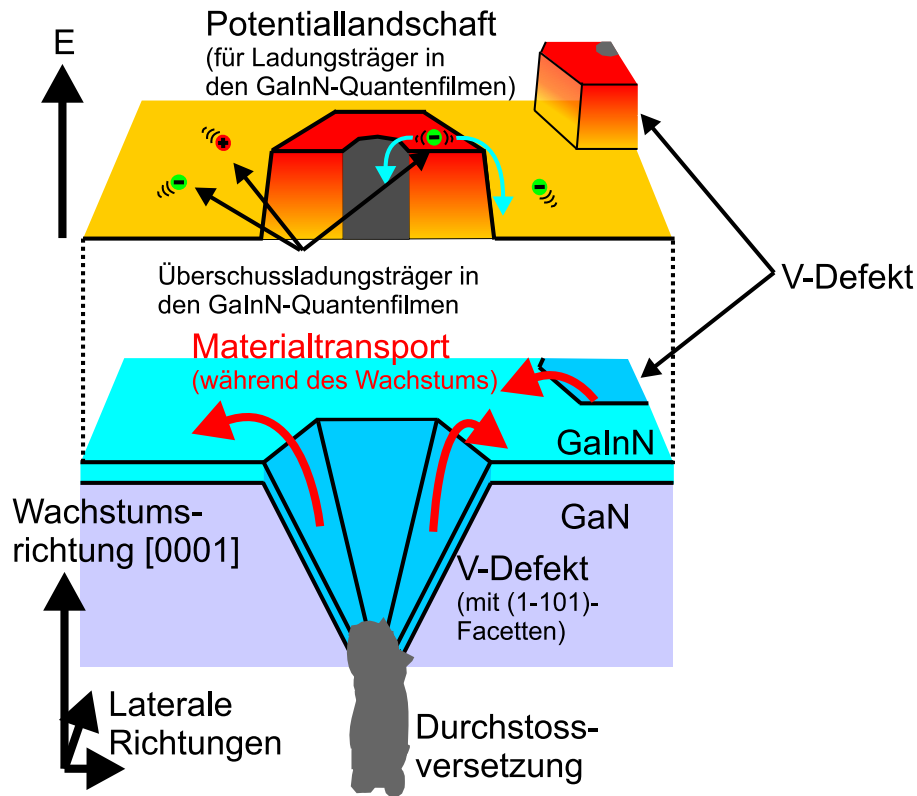 Potentiallandschaft
(für Ladungsträger in
den GaInN-Quantenfilmen)
E
+
-
-
-
Überschussladungsträger in
den GaInN-Quantenfilmen
V-Defekt
Materialtransport
(während des Wachstums)
GaInN
GaN
Wachstums-
richtung [0001]
V-Defekt
(mit (1-101)-
Facetten)
Laterale
Richtungen
Durchstoss-
versetzung